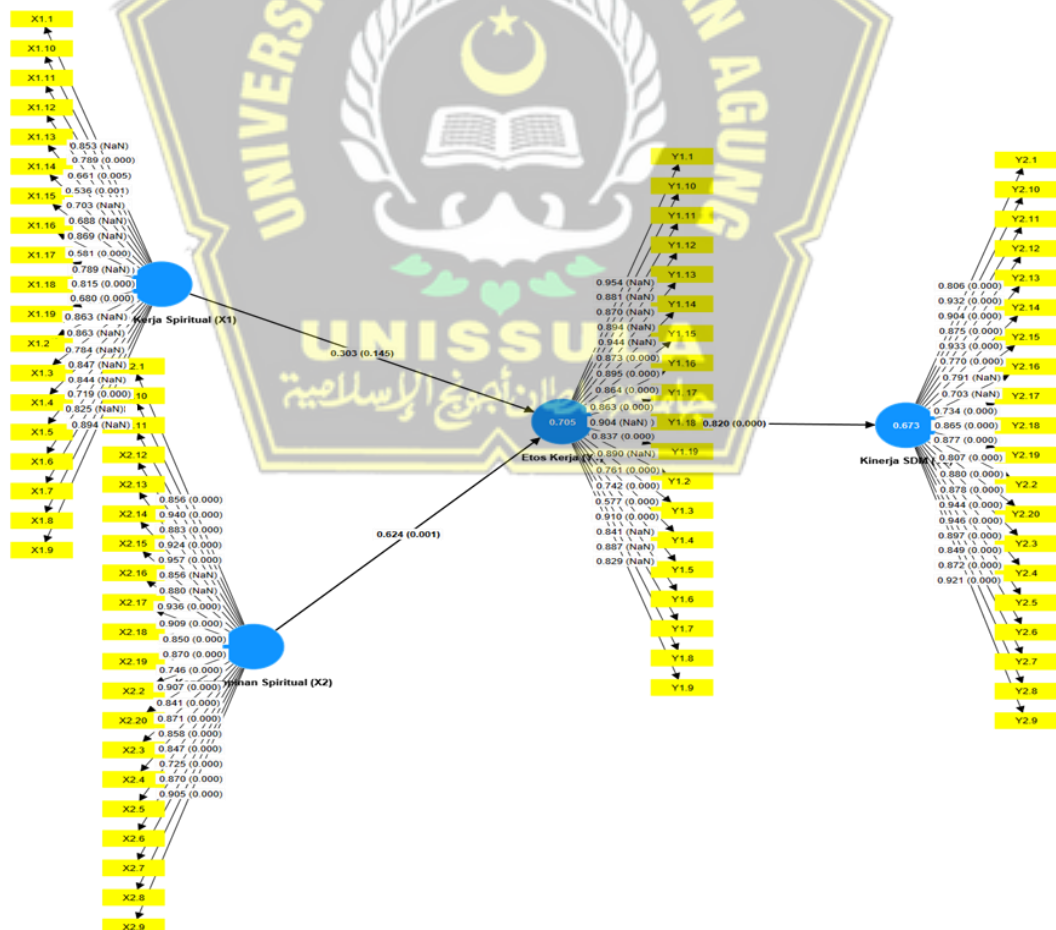 X1.1
X1.10
X1.11
X1.12
X1.13
X1.14
X1.15
X1.16
X1.17
X1.18
X1.19
X1.2
X1.3
X1.4
X1.5
X1.6
X1.7
X1.8
X1.9
0.853 (NaN)
0.789 (0.000)
0.661 (0.005)
0.536 (0.001)
0.703 (NaN)
0.688 (NaN)
0.869 (NaN)
0.581 (0.000)
0.789 (NaN)
0.815 (0.000)
0.680 (0.000)
0.863 (NaN)
0.863 (NaN)
0.784 (NaN)
0.847 (NaN)
0.844 (NaN)
0.719 (0.000)
0.825 (NaN)
0.894 (NaN)
Kerja Spiritual (X1)
2.1
10
.11
X2.12
X2.13
X2.14
X2.15
X2.16
X2.17
X2.18
X2.19
X2.2
X2.20
X2.3
X2.4
X2.5
X2.6
X2.7
X2.8
X2.9
0.856 (0.000)
0.940 (0.000)
0.883 (0.000)
0.924 (0.000)
0.957 (0.000)
0.856 (NaN)
0.880 (NaN)
0.936 (0.000)
0.909 (0.000)
0.850 (0.000)
0.870 (0.000)
0.746 (0.000)
0.907 (0.000)
0.841 (0.000)
0.871 (0.000)
0.858 (0.000)
0.847 (0.000)
0.725 (0.000)
0.870 (0.000)
0.905 (0.000)
pinan Spiritual (X2)
0.303 (0.145)
0.624 (0.001)
UNIVERS
AN AGUNG
UNISSULA
0.705
Etos Kerja (Y
0.954 (NaN)
0.881 (NaN)
0.870 (NaN)
0.894 (NaN)
0.944 (NaN)
0.873 (0.000)
0.895 (0.000)
0.864 (0.000)
0.863 (0.000)
0.904 (NaN)
0.837 (0.000)
0.890 (NaN)
0.761 (0.000)
0.742 (0.000)
0.577 (0.000)
0.910 (0.000)
0.841 (NaN)
0.887 (NaN)
0.829 (NaN)
Y1.1
Y1.10
Y1.11
Y1.12
Y1.13
Y1.14
Y1.15
Y1.16
Y1.17
Y1.18
Y1.19
Y1.2
Y1.3
Y1.4
Y1.5
Y1.6
Y1.7
Y1.8
Y1.9
0.820 (0.000)
0.673
Kinerja SDM (
0.806 (0.000)
0.932 (0.000)
0.904 (0.000)
0.875 (0.000)
0.933 (0.000)
0.770 (0.000)
0.791 (NaN)
0.703 (NaN)
0.734 (0.000)
0.865 (0.000)
0.877 (0.000)
0.807 (0.000)
0.880 (0.000)
0.878 (0.000)
0.944 (0.000)
0.946 (0.000)
0.897 (0.000)
0.849 (0.000)
0.872 (0.000)
0.921 (0.000)
Y2.1
Y2.10
Y2.11
Y2.12
Y2.13
Y2.14
Y2.15
Y2.16
Y2.17
Y2.18
Y2.19
Y2.2
Y2.20
Y2.3
Y2.4
Y2.5
Y2.6
Y2.7
Y2.8
Y2.9